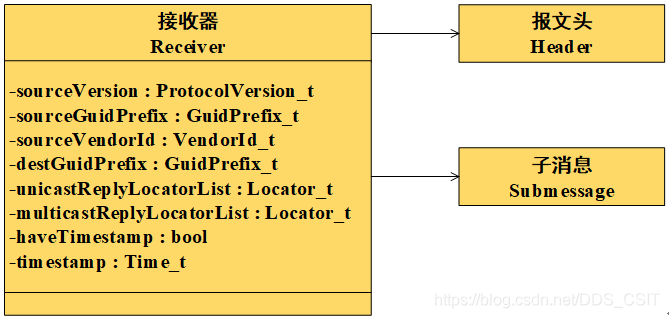 接收器
Receiver
-sourceVersion : ProtocolVersion_t
-sourceGuidPrefix : GuidPrefix_t
-sourceVendorId : VendorId_t
-destGuidPrefix : GuidPrefix_t
-unicastReplyLocatorList : Locator_t
-multicastReplyLocatorList : Locator_t
-haveTimestamp : bool
-timestamp : Time_t
报文头
Header
子消息
Submessage
https://blog.csdn.net/DDS_CSIT